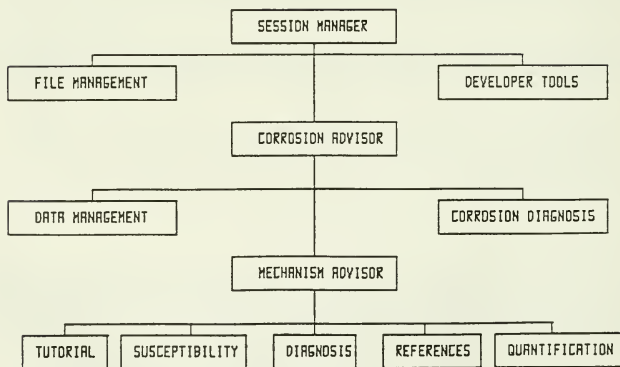 SESSION MANAGER
FILE MANAGEMENT
DEVELOPER TOOLS
CORROSION ADVISOR
DATA MANAGEMENT
CORROSION DIAGNOSIS
MECHANISM ADVISOR
TUTORIAL
SUSCEPTIBILITY
DIAGNOSIS
REFERENCES
QUANTIFICATION